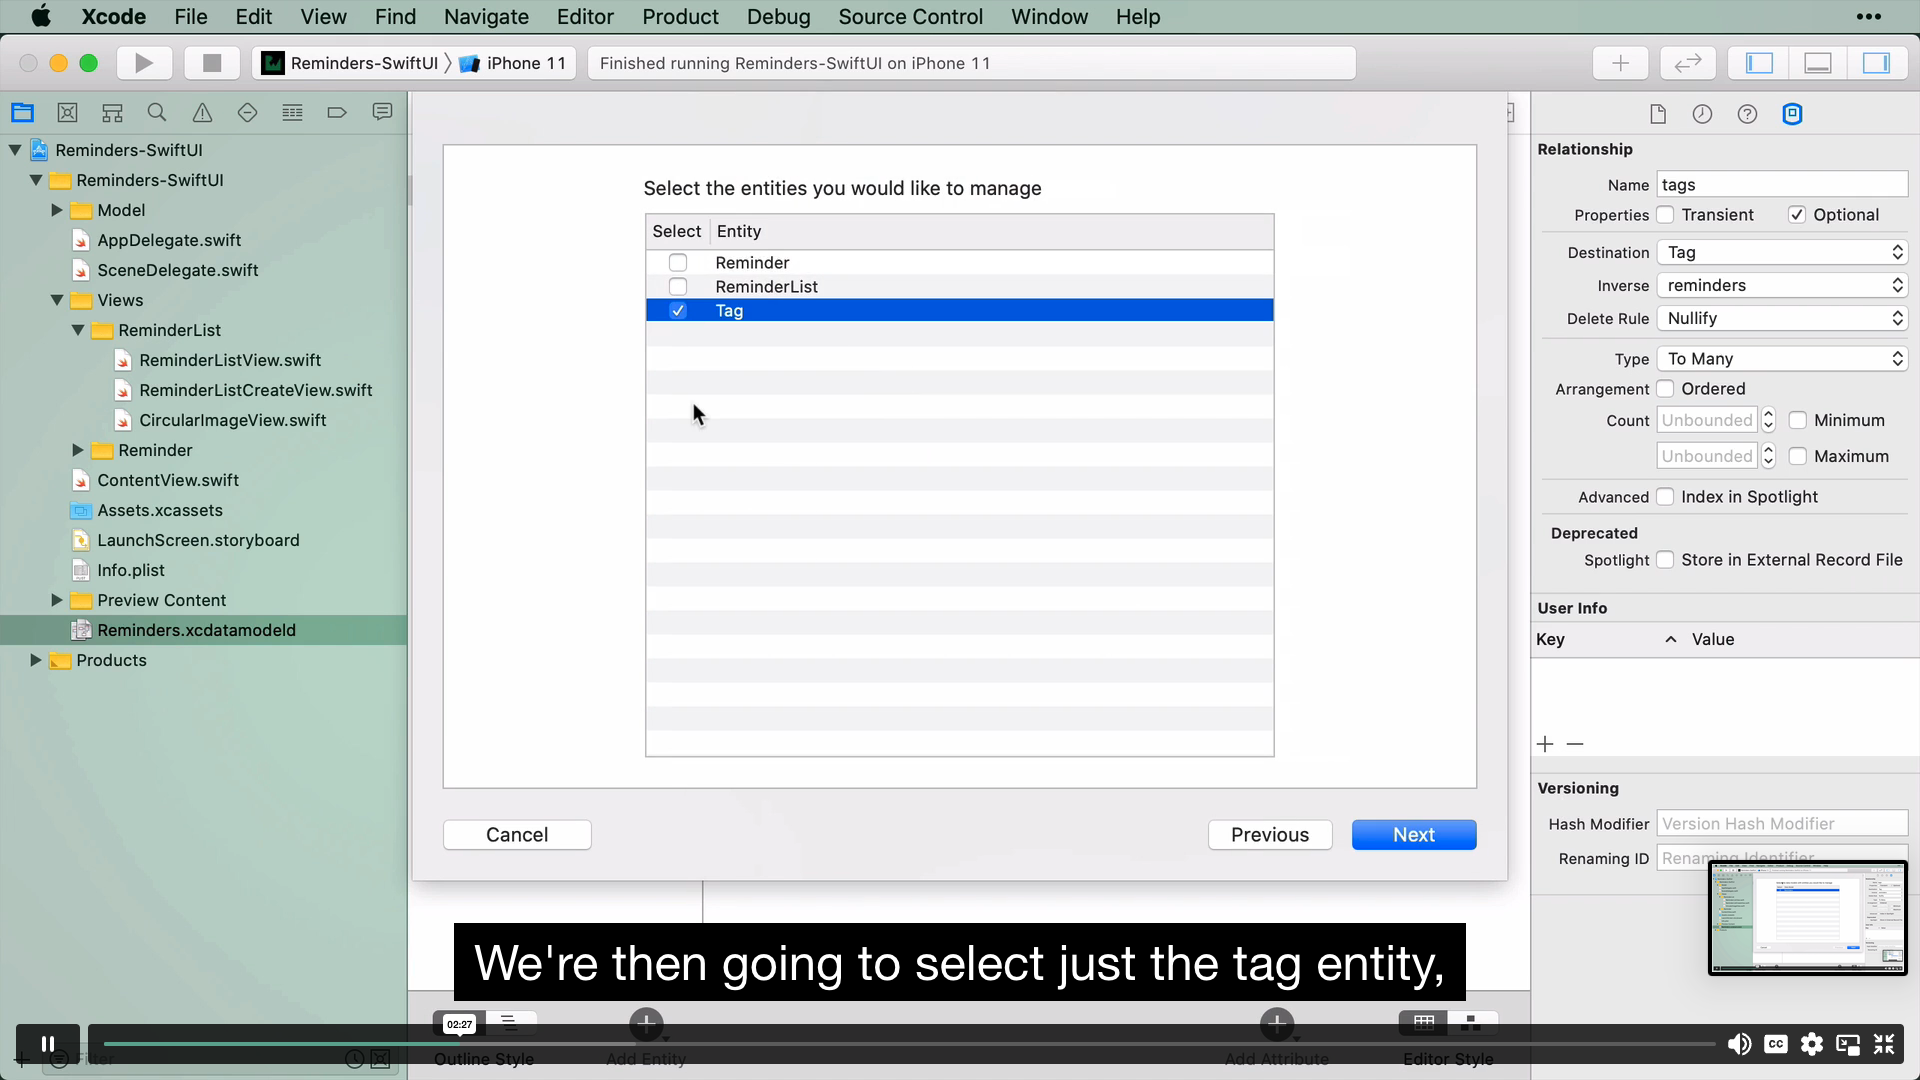 Xcode File Edit View Find Navigate Editor Product Debug Source Control Window Help
Reminders-SwiftUI iPhone 11
Finished running Reminders-SwiftUI on iPhone 11
Reminders-SwiftUI
Reminders-SwiftUI
Model
AppDelegate.swift
SceneDelegate.swift
Views
ReminderList
ReminderListView.swift
ReminderListCreateView.swift
CircularImageView.swift
Reminder
ContentView.swift
Assets.xcassets
LaunchScreen.storyboard
Info.plist
Preview Content
Reminders.xcdatamodeld
Products
Select the entities you would like to manage
Select Entity
Reminder
ReminderList
Tag
Cancel Previous Next
Relationship
Name tags
Properties Transient Optional
Destination Tag
Inverse reminders
Delete Rule Nullify
Type To Many
Arrangement Ordered
Count Unbounded Minimum
Unbounded Maximum
Advanced Index in Spotlight
Deprecated
Spotlight Store in External Record File
User Info
Key Value
Versioning
Hash Modifier Version Hash Modifier
Renaming ID Renaming Identifier
We're then going to select just the tag entity,
02:27
CC
Filter Outline Style Add Entity Add Attribute Editor Style